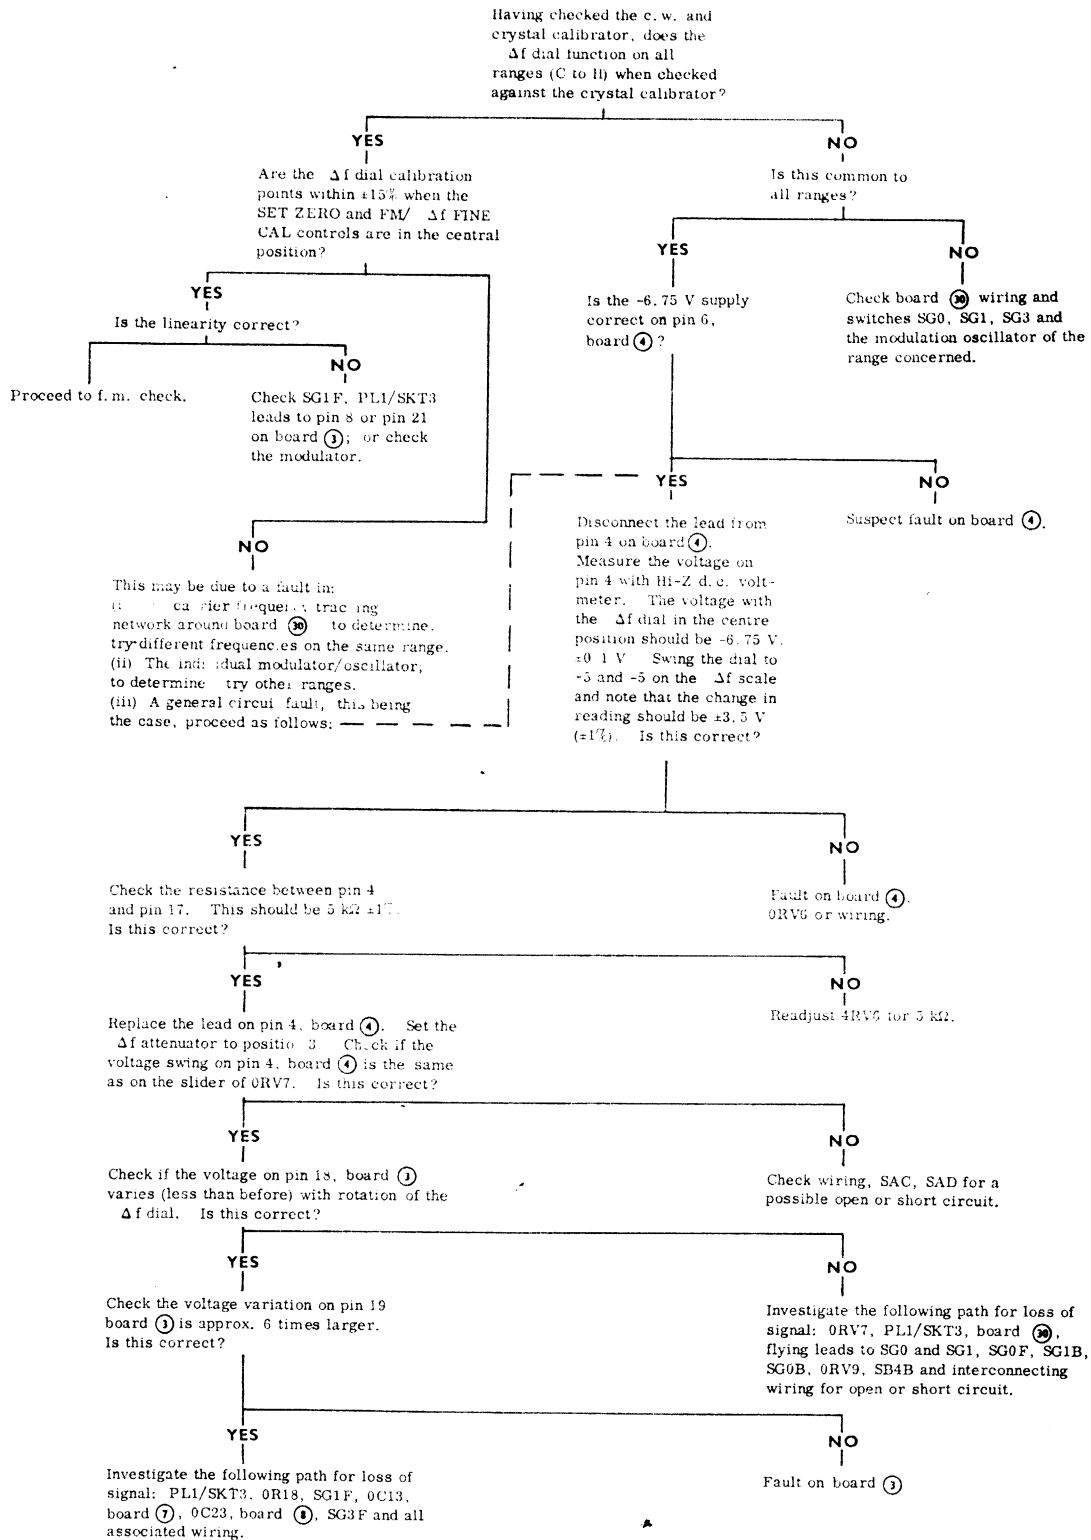 Having checked the c.w. and
crystal calibrator, does the
Δf dial function on all
ranges (C to H) when checked
against the crystal calibrator?
YES
NO
Are the Δf dial calibration
points within ±15% when the
SET ZERO and FM/ Δf FINE
CAL controls are in the central
position?
Is this common to
all ranges?
YES
NO
YES
NO
Is the linearity correct?
Is the -6.75 V supply
correct on pin 6,
board ④ ?
Check board ㉚ wiring and
switches SG0, SG1, SG3 and
the modulation oscillator of the
range concerned.
NO
Proceed to f.m. check.
Check SG1F, PL1/SKT3
leads to pin 8 or pin 21
on board ③; or check
the modulator.
YES
NO
Disconnect the lead from
pin 4 on board ④.
Measure the voltage on
pin 4 with Hi-Z d.c. volt-
meter. The voltage with
the Δf dial in the centre
position should be -6.75 V.
±0 1 V Swing the dial to
-5 and -5 on the Δf scale
and note that the change in
reading should be ±3.5 V
(±1%). Is this correct?
Suspect fault on board ④.
NO
This may be due to a fault in:
frequency
network around board ㉚ to determine,
try different frequencies on the same range.
(ii) The modulator/oscillator,
to determine try other ranges.
(iii) A general fault, this being
the case, proceed as follows:
YES
NO
Check the resistance between pin 4
and pin 17. This should be 5 kΩ
Is this correct?
Fault on board ④.
0RV6 or wiring.
YES
NO
Replace the lead on pin 4, board ④. Set the
Δf attenuator to 3 Check if the
voltage swing on pin 4, board ④ is the same
as on the slider of 0RV7. Is this correct?
Readjust 4RV6 for 5 kΩ.
YES
NO
Check if the voltage on pin 18, board ③
varies (less than before) with rotation of the
Δf dial. Is this correct?
Check wiring, SAC, SAD for a
possible open or short circuit.
YES
NO
Check the voltage variation on pin 19
board ③ is approx. 6 times larger.
Is this correct?
Investigate the following path for loss of
signal: 0RV7, PL1/SKT3, board ㉚,
flying leads to SG0 and SG1, SG0F, SG1B,
SG0B, 0RV9, SB4B and interconnecting
wiring for open or short circuit.
YES
NO
Investigate the following path for loss of
signal: PL1/SKT3. 0R18, SG1F, 0C13,
board ⑦, 0C23, board ⑧, SG3F and all
associated wiring.
Fault on board ③